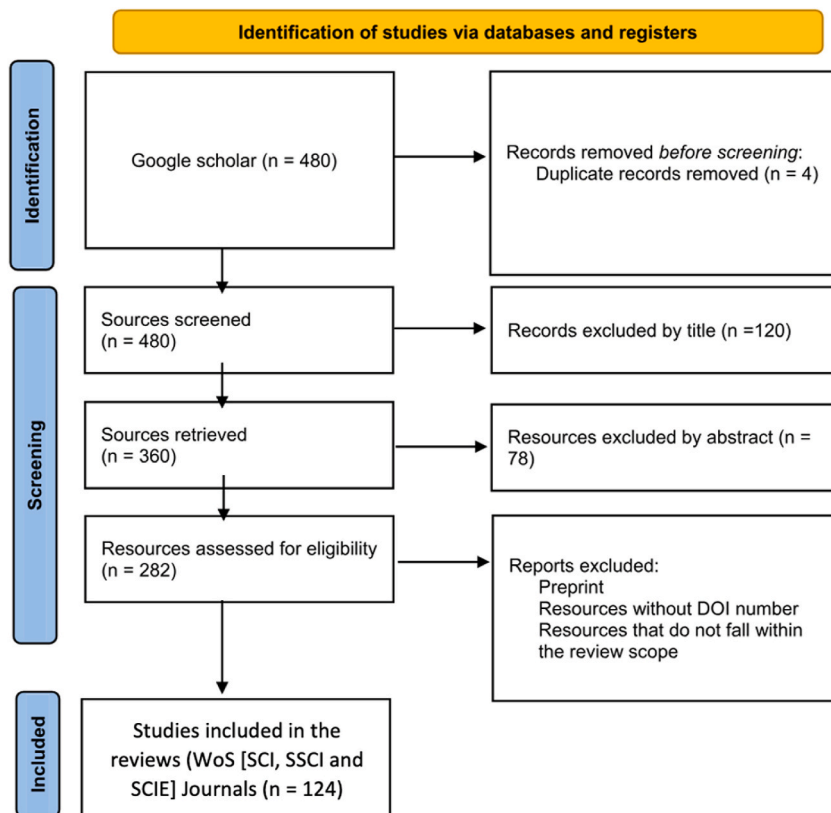 Identification of studies via databases and registers
Identification
Google scholar (n = 480)
Records removed before screening:
Duplicate records removed (n = 4)
Screening
Sources screened
(n = 480)
Records excluded by title (n =120)
Sources retrieved
(n = 360)
Resources excluded by abstract (n =
78)
Resources assessed for eligibility
(n = 282)
Reports excluded:
Preprint
Resources without DOI number
Resources that do not fall within
the review scope
Included
Studies included in the
reviews (WoS [SCI, SSCI and
SCIE] Journals (n = 124)